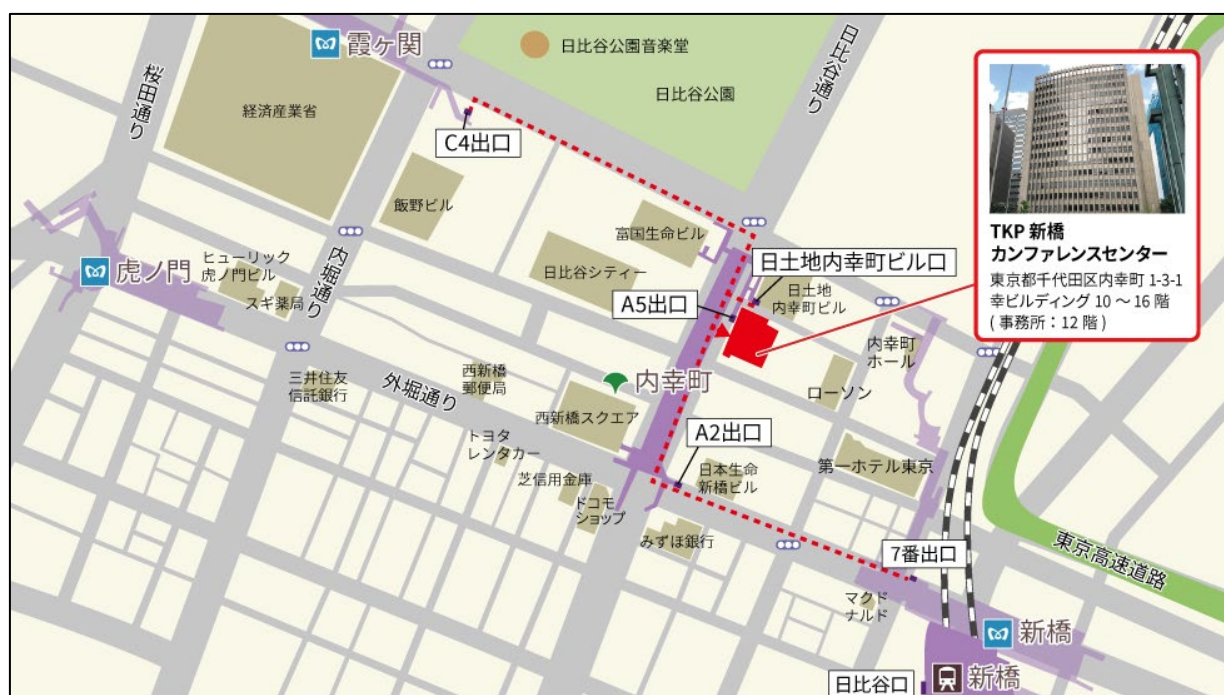 霞ヶ関
日比谷公園音楽堂
日比谷通り
桜田通り
経済産業省
日比谷公園
C4出口
飯野ビル
富国生命ビル
TKP 新橋
カンファレンスセンター
東京都千代田区内幸町 1-3-1
幸ビルディング 10 〜 16 階
( 事務所：12 階 )
虎ノ門
ヒューリック
虎ノ門ビル
スギ薬局
内堀通り
日比谷シティー
日土地内幸町ビル口
日土地
内幸町ビル
A5出口
内幸町
ホール
三井住友
信託銀行
外堀通り
西新橋
郵便局
内幸町
ローソン
西新橋スクエア
トヨタ
レンタカー
A2出口
芝信用金庫
ドコモ
ショップ
日本生命
新橋ビル
第一ホテル東京
みずほ銀行
7番出口
東京高速道路
マクド
ナルド
新橋
新橋
日比谷口